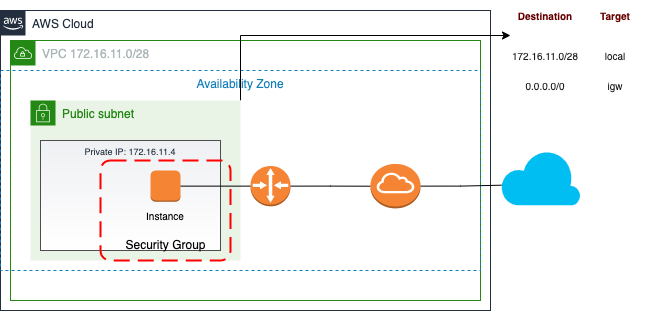 aws
AWS Cloud
Destination Target
VPC 172.16.11.0/28
172.16.11.0/28 local
Availability Zone
0.0.0.0/0 igw
Public subnet
Private IP: 172.16.11.4
Instance
Security Group